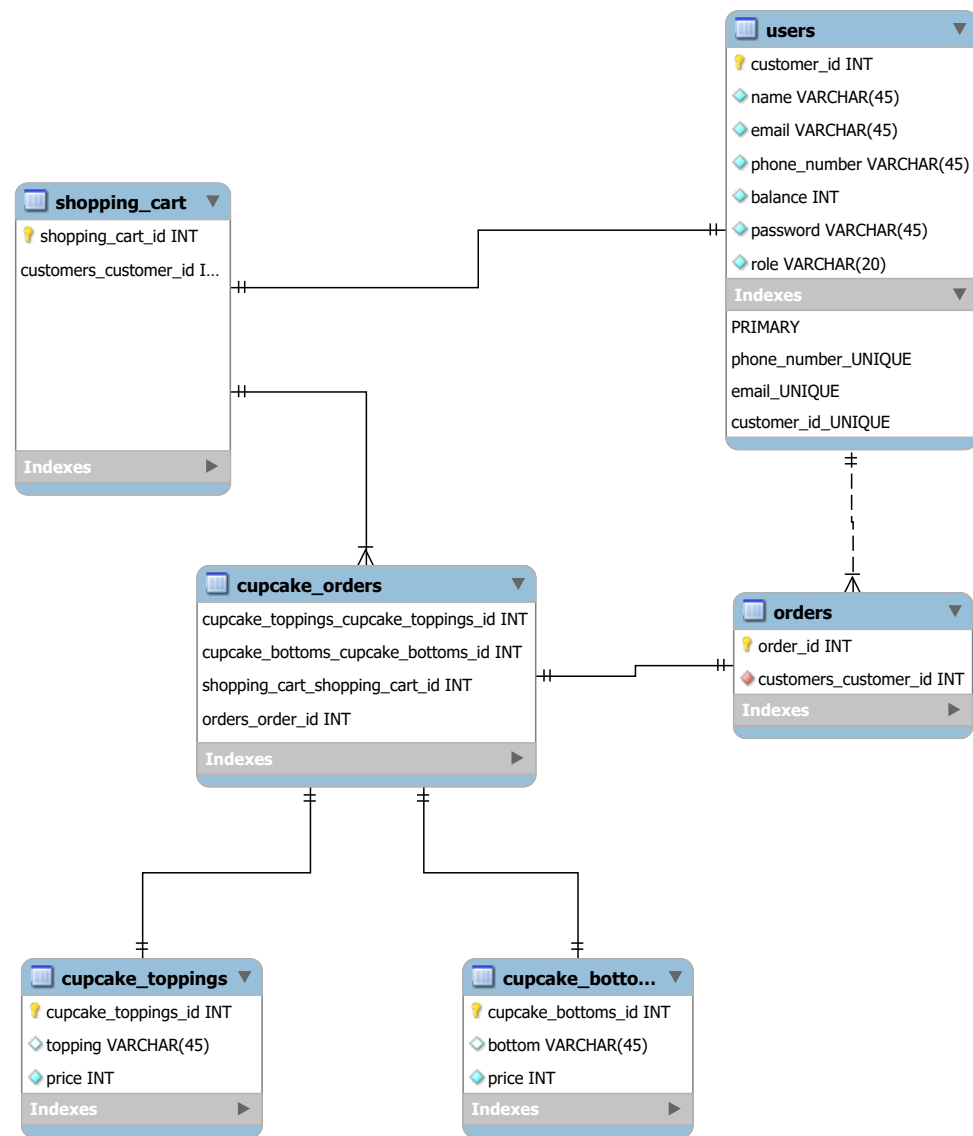 users
customer_id INT
name VARCHAR(45)
email VARCHAR(45)
phone_number VARCHAR(45)
balance INT
password VARCHAR(45)
role VARCHAR(20)
Indexes
PRIMARY
phone_number_UNIQUE
email_UNIQUE
customer_id_UNIQUE
shopping_cart
shopping_cart_id INT
customers_customer_id I...
Indexes
cupcake_orders
cupcake_toppings_cupcake_toppings_id INT
cupcake_bottoms_cupcake_bottoms_id INT
shopping_cart_shopping_cart_id INT
orders_order_id INT
Indexes
orders
order_id INT
customers_customer_id INT
Indexes
cupcake_toppings
cupcake_toppings_id INT
topping VARCHAR(45)
price INT
Indexes
cupcake_botto...
cupcake_bottoms_id INT
bottom VARCHAR(45)
price INT
Indexes